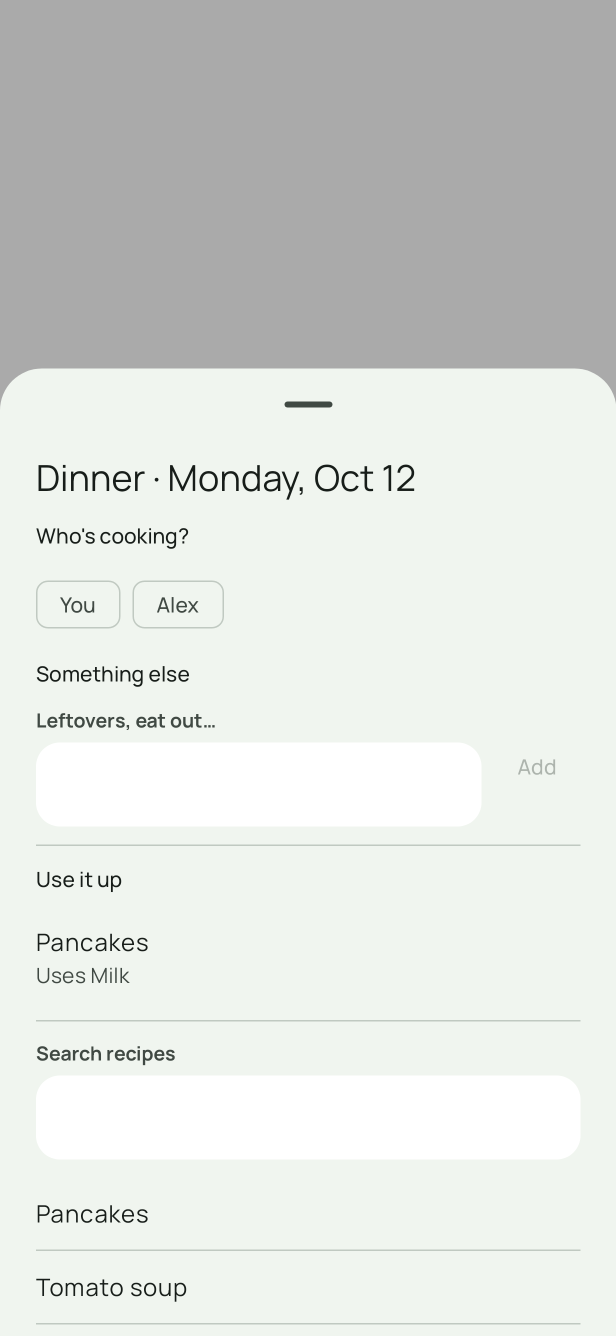 Dinner · Monday, Oct 12
Who's cooking?
You
Alex
Something else
Leftovers, eat out…
Add
Use it up
Pancakes
Uses Milk
Search recipes
Pancakes
Tomato soup